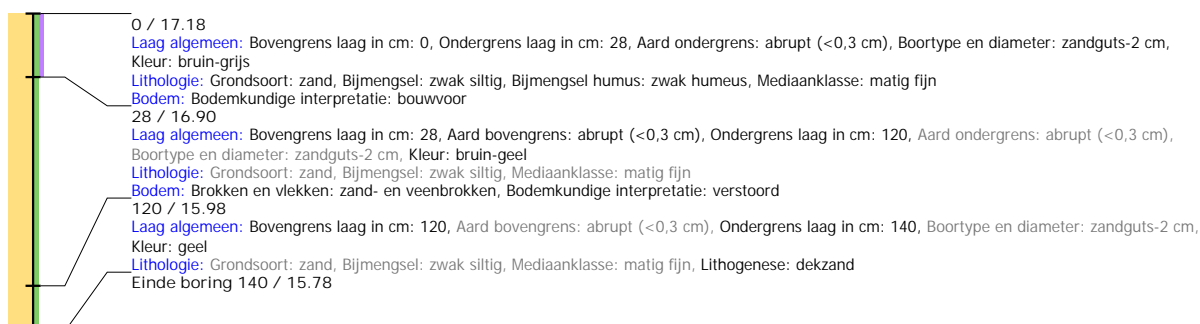 0 / 17.18
Laag algemeen: Bovengrens laag in cm: 0, Ondergrens laag in cm: 28, Aard ondergrens: abrupt (<0,3 cm), Boortype en diameter: zandguts-2 cm,
Kleur: bruin-grijs
Lithologie: Grondsoort: zand, Bijmengsel: zwak siltig, Bijmengsel humus: zwak humeus, Mediaanklasse: matig fijn
Bodem: Bodemkundige interpretatie: bouwvoor
28 / 16.90
Laag algemeen: Bovengrens laag in cm: 28, Aard bovengrens: abrupt (<0,3 cm), Ondergrens laag in cm: 120, Aard ondergrens: abrupt (<0,3 cm),
Boortype en diameter: zandguts-2 cm, Kleur: bruin-geel
Lithologie: Grondsoort: zand, Bijmengsel: zwak siltig, Mediaanklasse: matig fijn
Bodem: Brokken en vlekken: zand- en veenbrokken, Bodemkundige interpretatie: verstoord
120 / 15.98
Laag algemeen: Bovengrens laag in cm: 120, Aard bovengrens: abrupt (<0,3 cm), Ondergrens laag in cm: 140, Boortype en diameter: zandguts-2 cm,
Kleur: geel
Lithologie: Grondsoort: zand, Bijmengsel: zwak siltig, Mediaanklasse: matig fijn, Lithogenese: dekzand
Einde boring 140 / 15.78